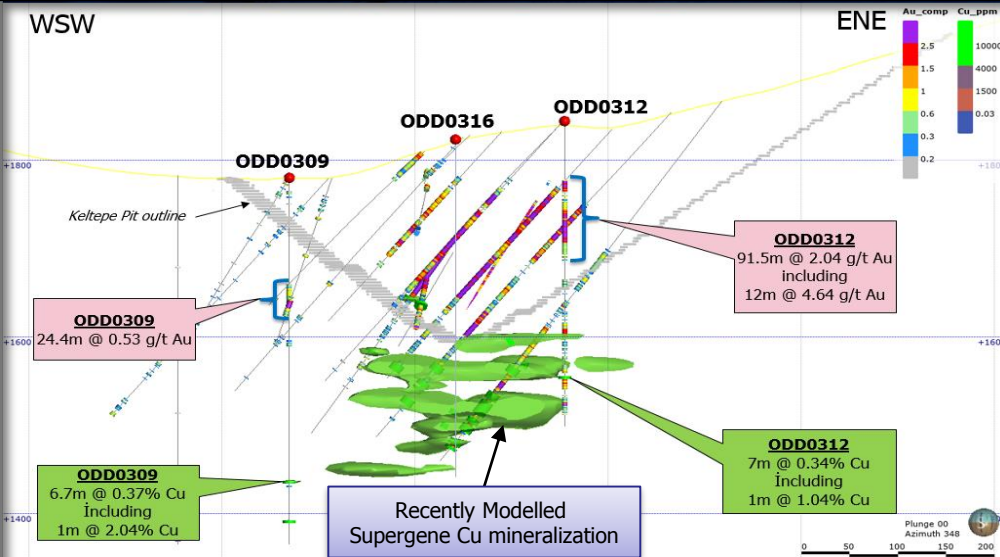 WSW
ENE
Au_comp
Cu_ppm
2.5
1.5
1
0.6
0.3
0.2
10000
4000
1500
0.03
ODD0309
ODD0316
ODD0312
+1800
Keltepe Pit outline
ODD0312
91.5m @ 2.04 g/t Au
including
12m @ 4.64 g/t Au
ODD0309
24.4m @ 0.53 g/t Au
+1600
+160
ODD0309
6.7m @ 0.37% Cu
İncluding
1m @ 2.04% Cu
ODD0312
7m @ 0.34% Cu
İncluding
1m @ 1.04% Cu
Recently Modelled
Supergene Cu mineralization
+1400
Plunge 00
Azimuth 348
0 50 100 150 200